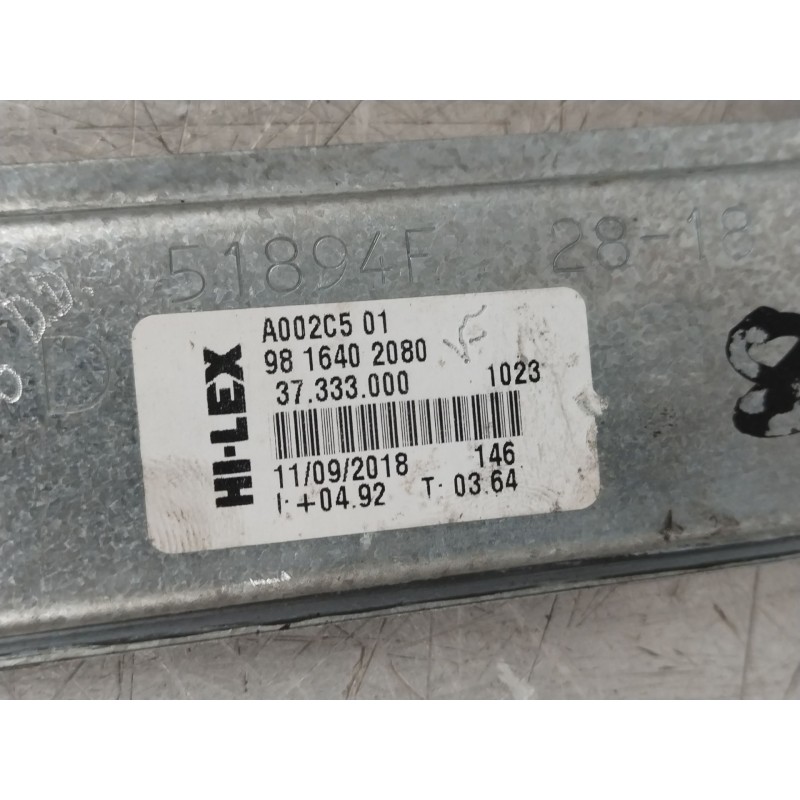 51894F 28-18
D
HI-LEX
A002C5 01
98 1640 2080
37.333.000 1023
11/09/2018 146
I: +04.92 T: 03.64